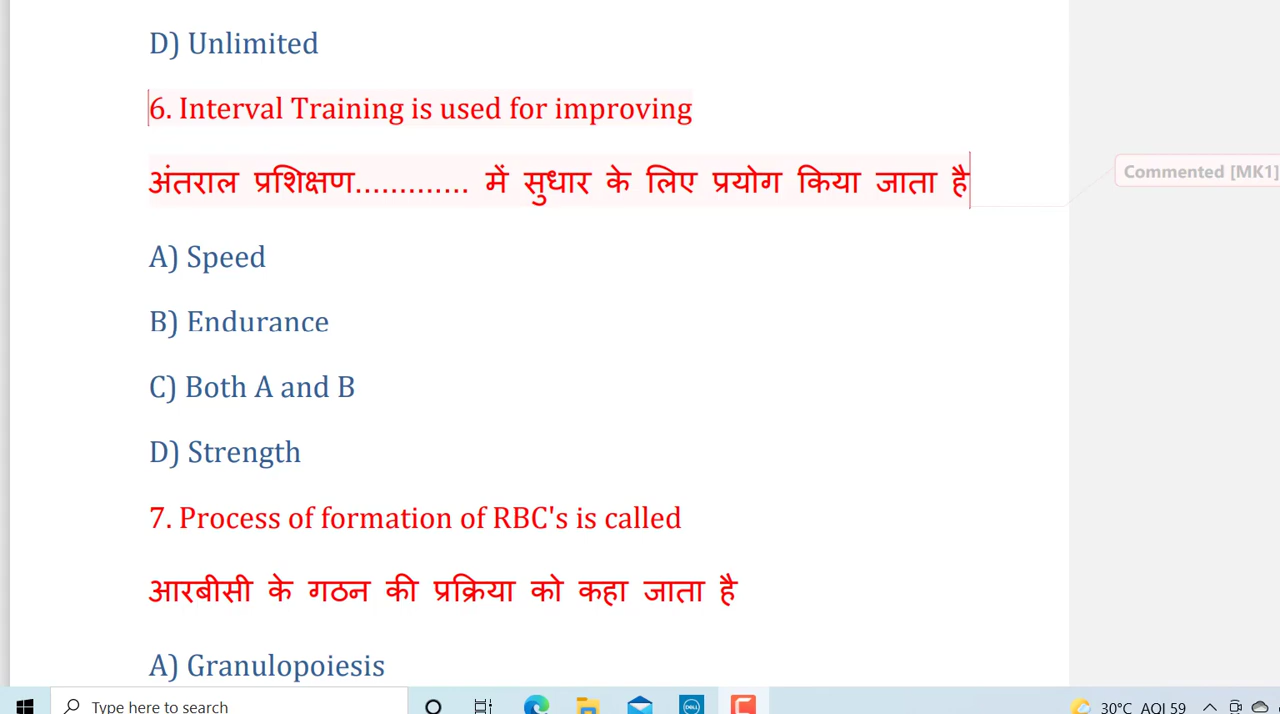 D) Unlimited
6. Interval Training is used for improving
अंतराल प्रशिक्षण............. में सुधार के लिए प्रयोग किया जाता है
Commented [MK1]
A) Speed
B) Endurance
C) Both A and B
D) Strength
7. Process of formation of RBC's is called
आरबीसी के गठन की प्रक्रिया को कहा जाता है
A) Granulopoiesis
Type here to search
DELL
30°C AQI 59